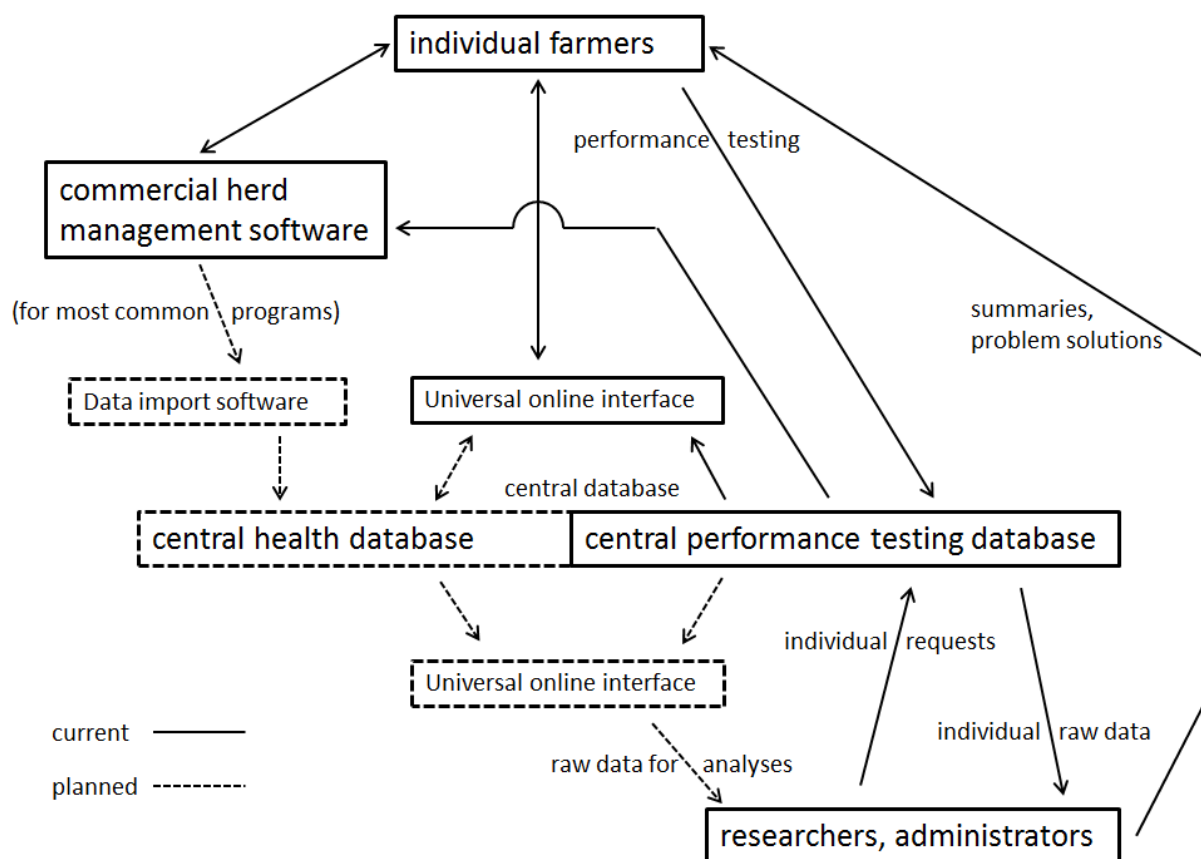 individual farmers
performance testing
commercial herd
management software
(for most common programs)
summaries,
problem solutions
Data import software
Universal online interface
central database
central health database
central performance testing database
individual requests
Universal online interface
current
individual raw data
raw data for analyses
planned
researchers, administrators